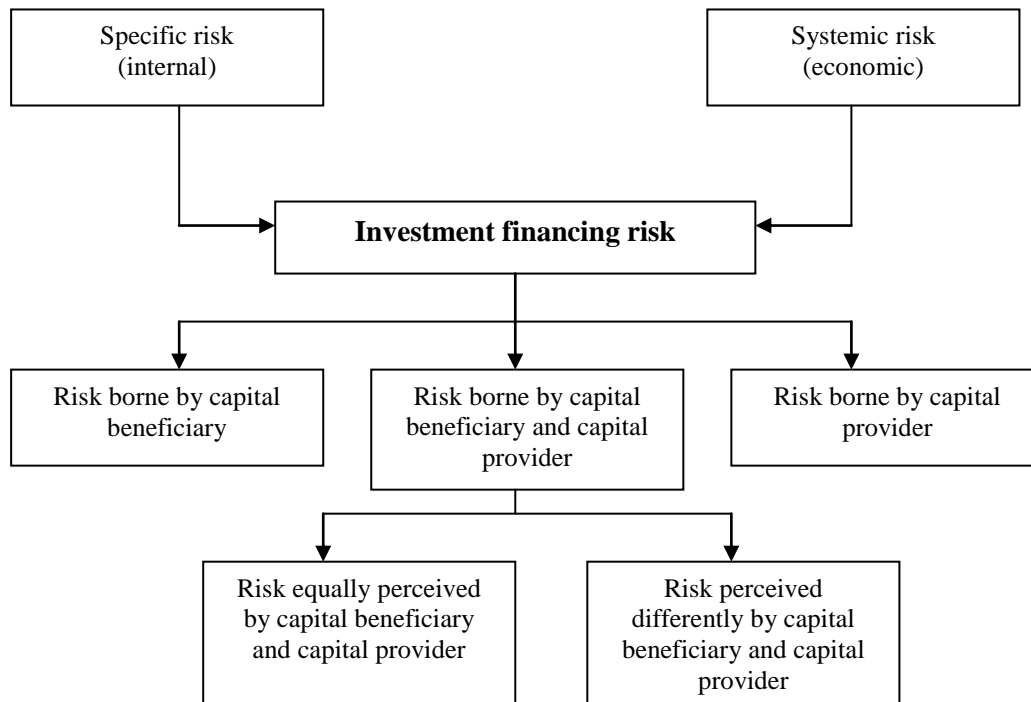 Specific risk
(internal)
Systemic risk
(economic)
Investment financing risk
Risk borne by capital
beneficiary
Risk borne by capital
beneficiary and capital
provider
Risk borne by capital
provider
Risk equally perceived
by capital beneficiary
and capital provider
Risk perceived
differently by capital
beneficiary and capital
provider